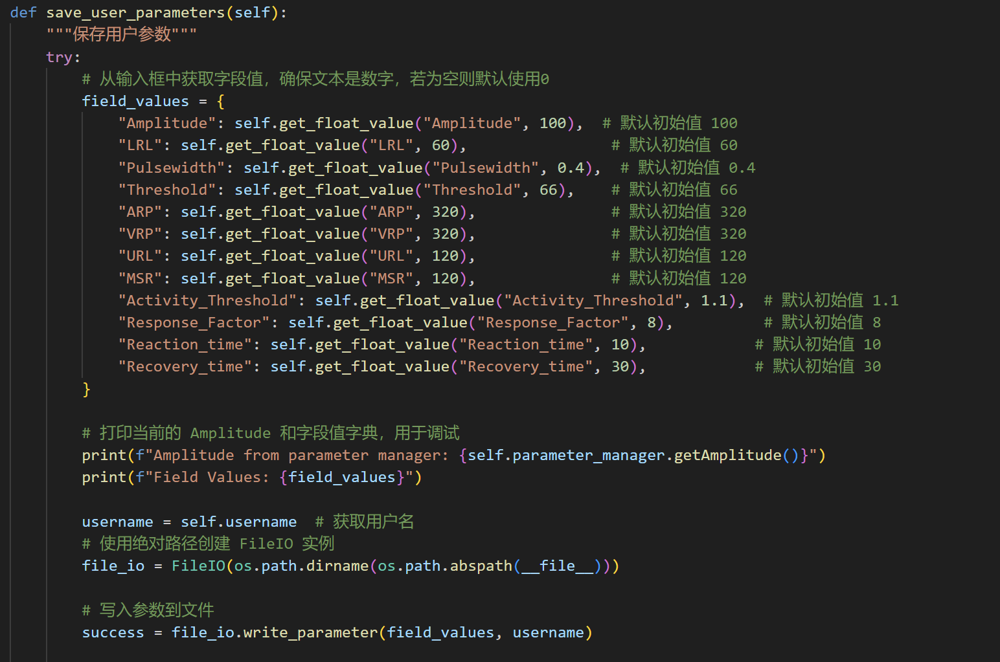 def save_user_parameters(self):
    """保存用户参数"""
    try:
        # 从输入框中获取字段值，确保文本是数字，若为空则默认使用0
        field_values = {
            "Amplitude": self.get_float_value("Amplitude", 100),  # 默认初始值 100
            "LRL": self.get_float_value("LRL", 60),                # 默认初始值 60
            "Pulsewidth": self.get_float_value("Pulsewidth", 0.4),  # 默认初始值 0.4
            "Threshold": self.get_float_value("Threshold", 66),    # 默认初始值 66
            "ARP": self.get_float_value("ARP", 320),               # 默认初始值 320
            "VRP": self.get_float_value("VRP", 320),               # 默认初始值 320
            "URL": self.get_float_value("URL", 120),               # 默认初始值 120
            "MSR": self.get_float_value("MSR", 120),               # 默认初始值 120
            "Activity_Threshold": self.get_float_value("Activity_Threshold", 1.1),  # 默认初始值 1.1
            "Response_Factor": self.get_float_value("Response_Factor", 8),          # 默认初始值 8
            "Reaction_time": self.get_float_value("Reaction_time", 10),            # 默认初始值 10
            "Recovery_time": self.get_float_value("Recovery_time", 30),            # 默认初始值 30
        }

        # 打印当前的 Amplitude 和字段值字典，用于调试
        print(f"Amplitude from parameter manager: {self.parameter_manager.getAmplitude()}")
        print(f"Field Values: {field_values}")

        username = self.username  # 获取用户名
        # 使用绝对路径创建 FileIO 实例
        file_io = FileIO(os.path.dirname(os.path.abspath(__file__)))

        # 写入参数到文件
        success = file_io.write_parameter(field_values, username)